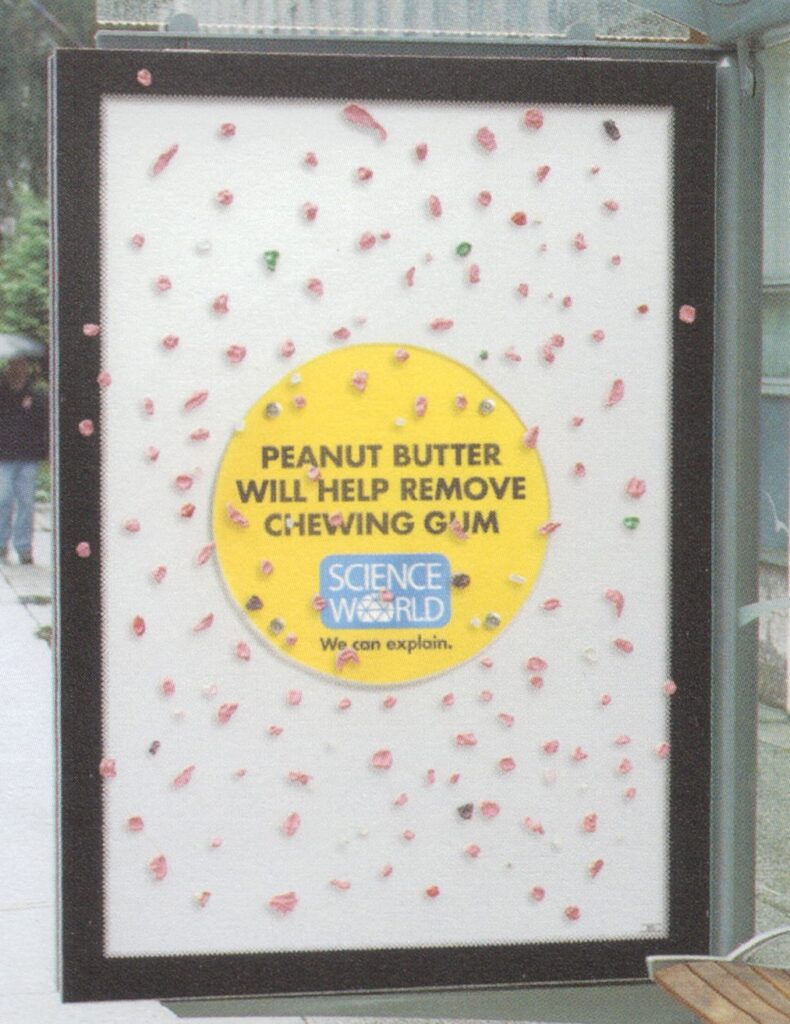 PEANUT BUTTER
WILL HELP REMOVE
CHEWING GUM
SCIENCE
WORLD
We can explain.